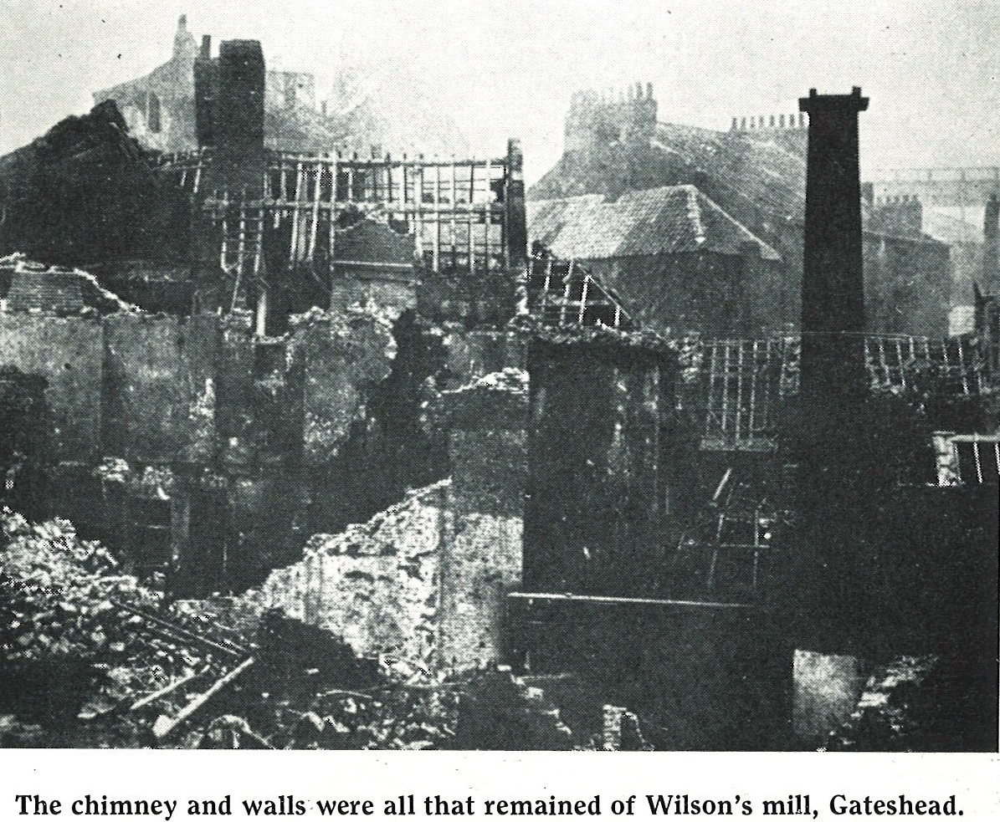 The chimney and walls were all that remained of Wilson's mill, Gateshead.